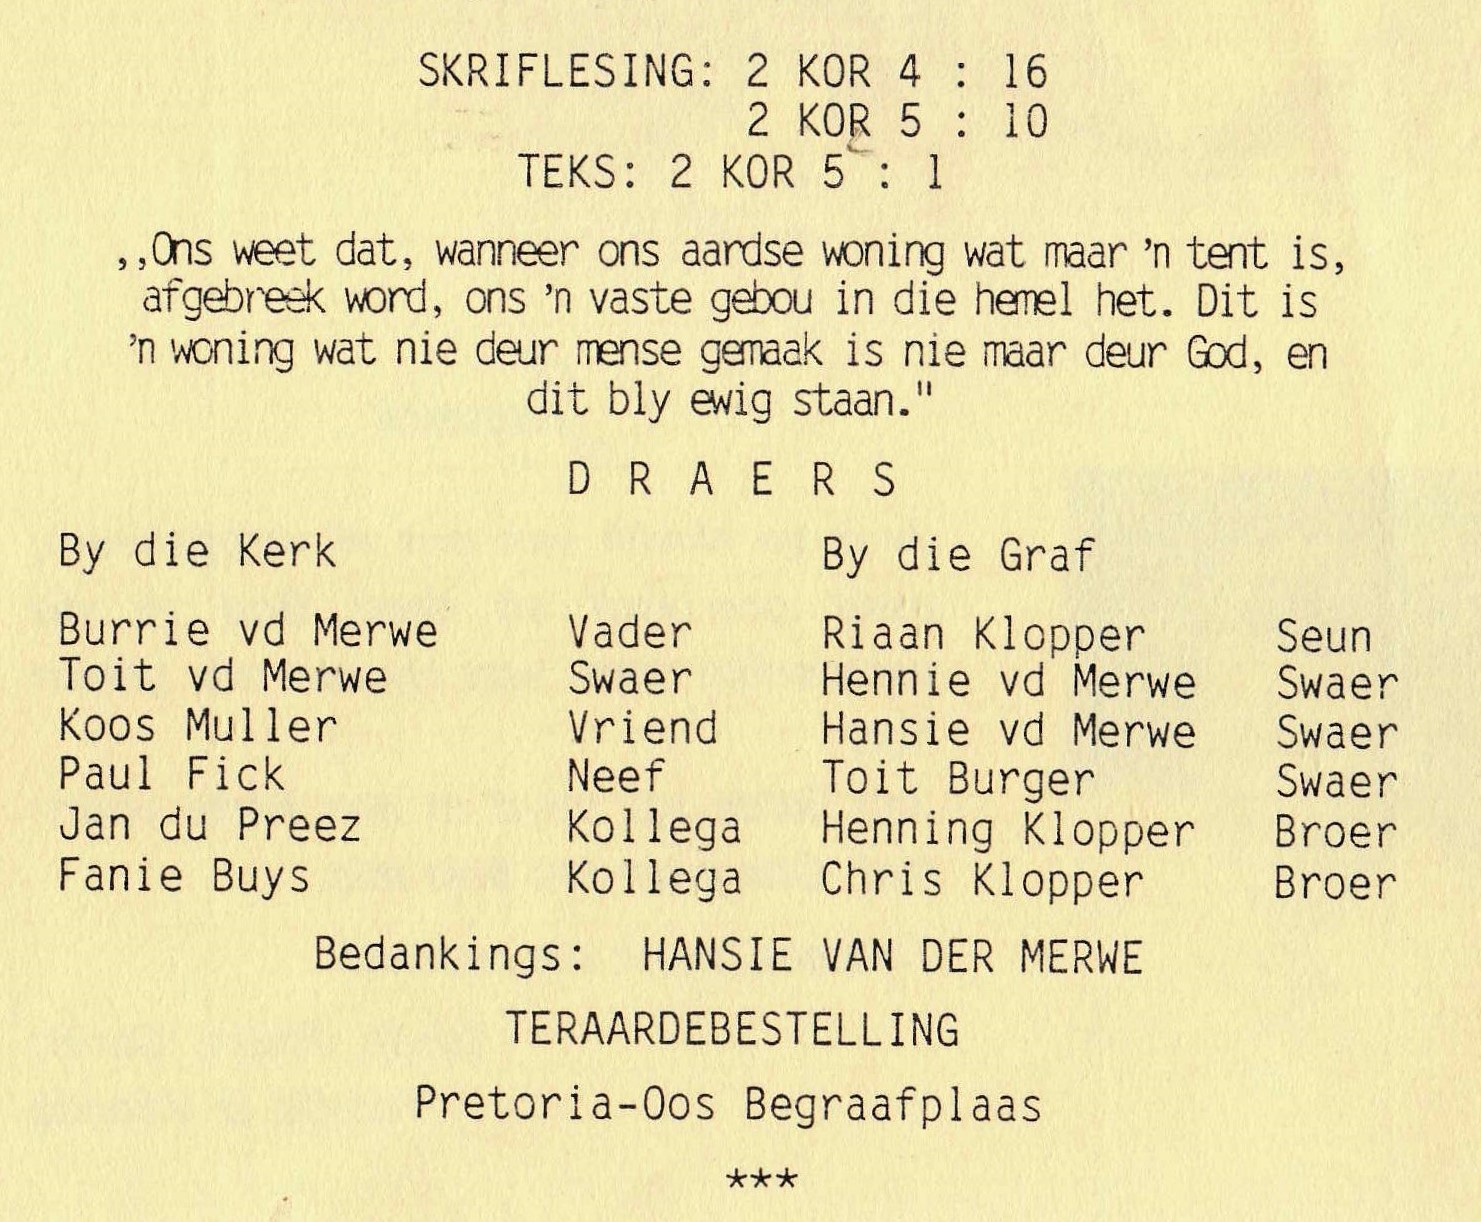 SKRIFLESING: 2 KOR 4 : 16
2 KOR 5 : 10
TEKS: 2 KOR 5 : 1
,,Ons weet dat, wanneer ons aardse woning wat maar 'n tent is,
afgebreek word, ons 'n vaste gebou in die hemel het. Dit is
'n woning wat nie deur mense gemaak is nie maar deur God, en
dit bly ewig staan."
D R A E R S
By die Kerk By die Graf
Burrie vd Merwe Vader Riaan Klopper Seun
Toit vd Merwe Swaer Hennie vd Merwe Swaer
Koos Muller Vriend Hansie vd Merwe Swaer
Paul Fick Neef Toit Burger Swaer
Jan du Preez Kollega Henning Klopper Broer
Fanie Buys Kollega Chris Klopper Broer
Bedankings: HANSIE VAN DER MERWE
TERAARDEBESTELLING
Pretoria-Oos Begraafplaas
***